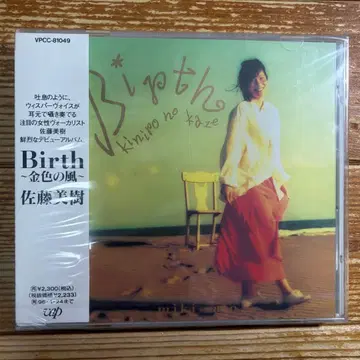 VPCC-81049
吐息のように、
ウィスパーヴォイスが
耳元で囁き奏でる
注目の女性ヴォーカリスト
佐藤美樹
鮮烈なデビューアルバム
Birth
〜金色の風〜
佐藤美樹
¥2,300(税込)
(税抜価格¥2,233)
vap
Birth
kiniro no kaze